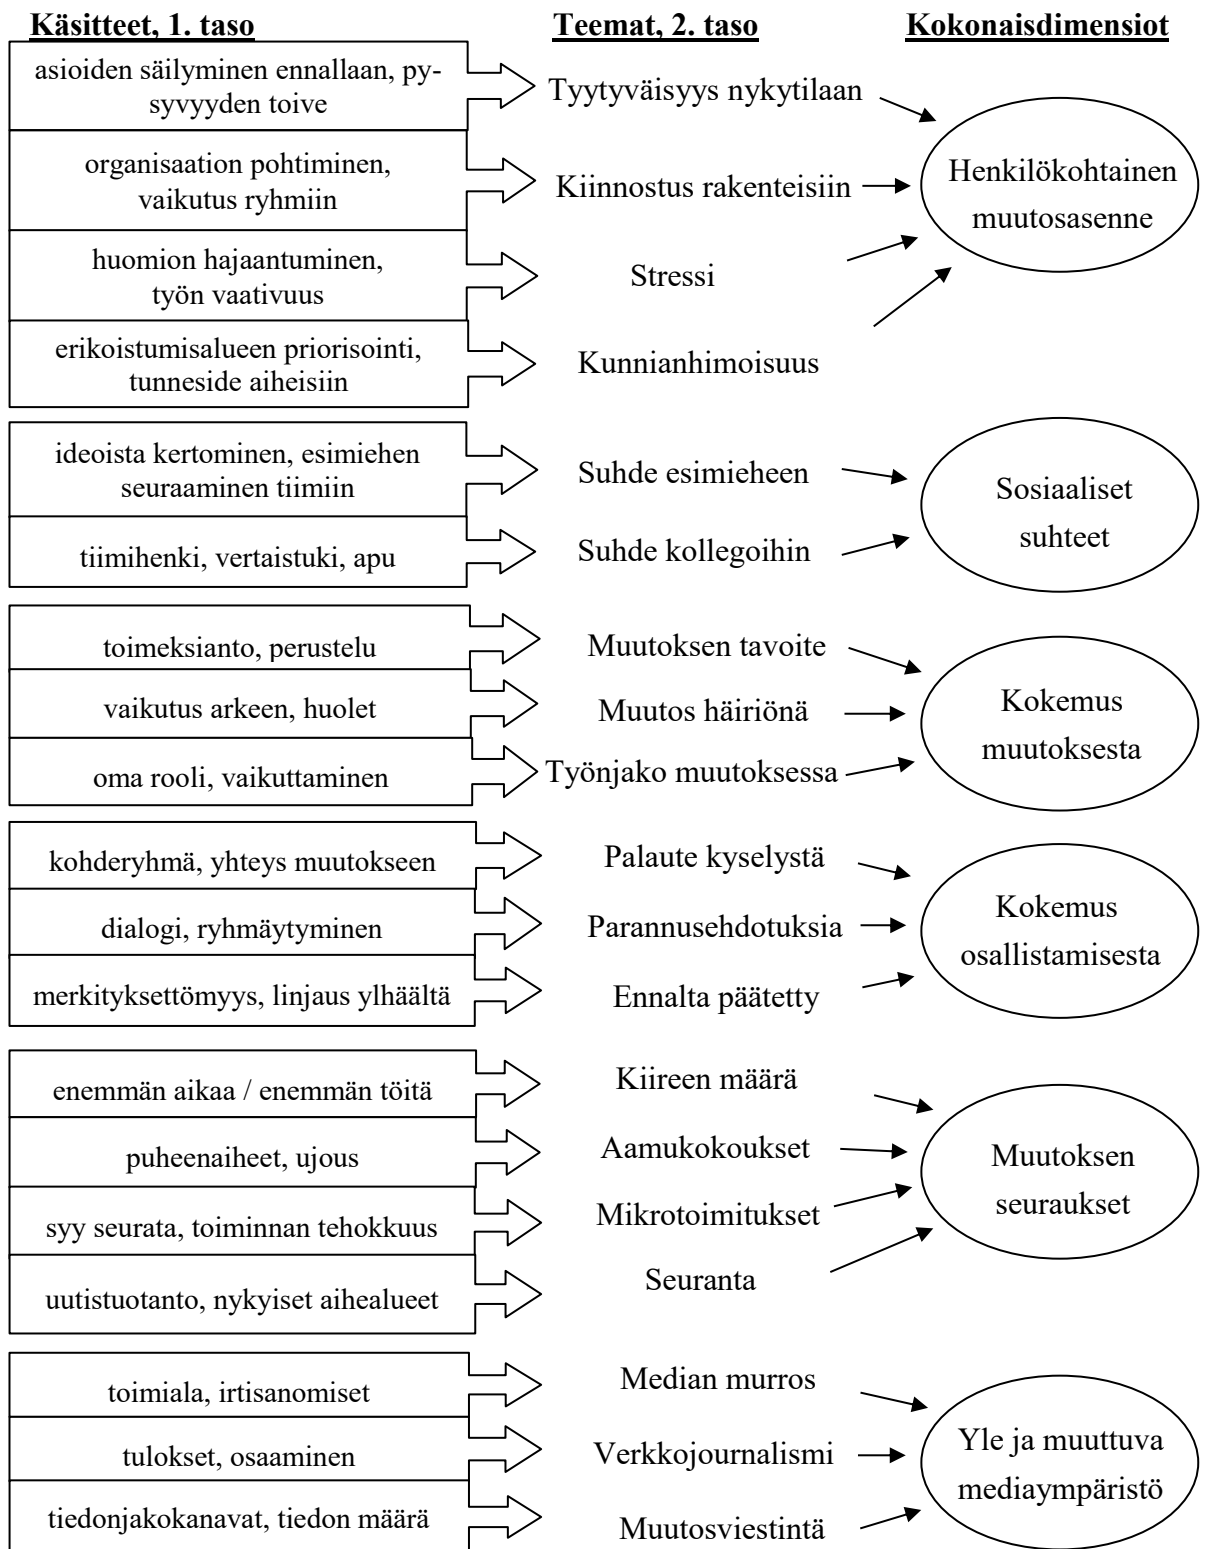 Käsitteet, 1. taso
Teemat, 2. taso
Kokonaisdimensiot
asioiden säilyminen ennallaan, py-
syvyyden toive
Tyytyväisyys nykytilaan
organisaation pohtiminen,
vaikutus ryhmiin
Kiinnostus rakenteisiin
huomion hajaantuminen,
työn vaativuus
Stressi
erikoistumisalueen priorisointi,
tunneside aiheisiin
Kunnianhimoisuus
Henkilökohtainen
muutosasenne
ideoista kertominen, esimiehen
seuraaminen tiimiin
Suhde esimieheen
tiimihenki, vertaistuki, apu
Suhde kollegoihin
Sosiaaliset
suhteet
toimeksianto, perustelu
Muutoksen tavoite
vaikutus arkeen, huolet
Muutos häiriönä
oma rooli, vaikuttaminen
Työnjako muutoksessa
Kokemus
muutoksesta
kohderyhmä, yhteys muutokseen
Palaute kyselystä
dialogi, ryhmäytyminen
Parannusehdotuksia
merkityksettömyys, linjaus ylhäältä
Ennalta päätetty
Kokemus
osallistamisesta
enemmän aikaa / enemmän töitä
Kiireen määrä
puheenaiheet, ujous
Aamukokoukset
syy seurata, toiminnan tehokkuus
Mikrotoimitukset
uutistuotanto, nykyiset aihealueet
Seuranta
Muutoksen
seuraukset
toimiala, irtisanomiset
Median murros
tulokset, osaaminen
Verkkojournalismi
tiedonjakokanavat, tiedon määrä
Muutosviestintä
Yle ja muuttuva
mediaympäristö